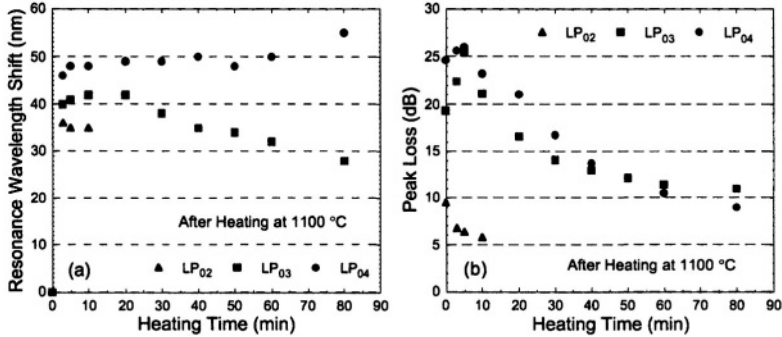 Resonance Wavelength Shift (nm)
60
50
40
30
20
10
0
After Heating at 1100 °C
(a)
LP02
LP03
LP04
0 10 20 30 40 50 60 70 80 90
Heating Time (min)
Peak Loss (dB)
30
25
20
15
10
5
0
LP02
LP03
LP04
(b)
After Heating at 1100 °C
0 10 20 30 40 50 60 70 80 90
Heating Time (min)